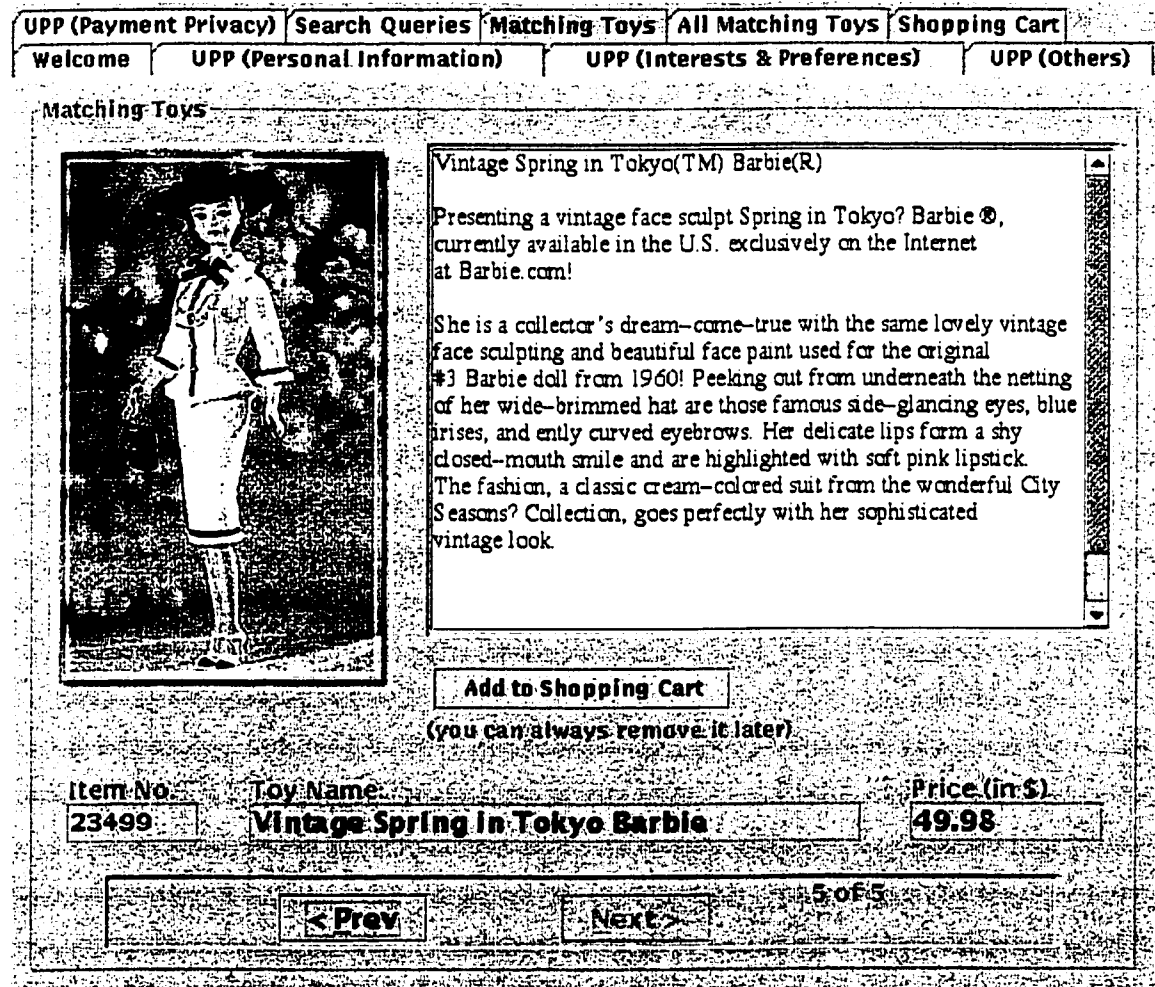 UPP (Payment Privacy) Search Queries Matching Toys All Matching Toys Shopping Cart
Welcome UPP (Personal Information) UPP (Interests & Preferences) UPP (Others)
Matching Toys
Vintage Spring in Tokyo(TM) Barbie(R)
Presenting a vintage face sculpt Spring in Tokyo? Barbie ®,
currently available in the U.S. exclusively on the Internet
at Barbie.com!
She is a collector's dream-come-true with the same lovely vintage
face sculpting and beautiful face paint used for the original
#3 Barbie doll from 1960! Peeking out from underneath the netting
of her wide-brimmed hat are those famous side-glancing eyes, blue
irises, and ently curved eyebrows. Her delicate lips form a shy
closed-mouth smile and are highlighted with soft pink lipstick.
The fashion, a classic cream-colored suit from the wonderful City
Seasons? Collection, goes perfectly with her sophisticated
vintage look.
Add to Shopping Cart
(you can always remove it later)
Item No. Toy Name: Price (in $)
23499 Vintage Spring in Tokyo Barbie 49.98
5 of 5
< Prev Next >